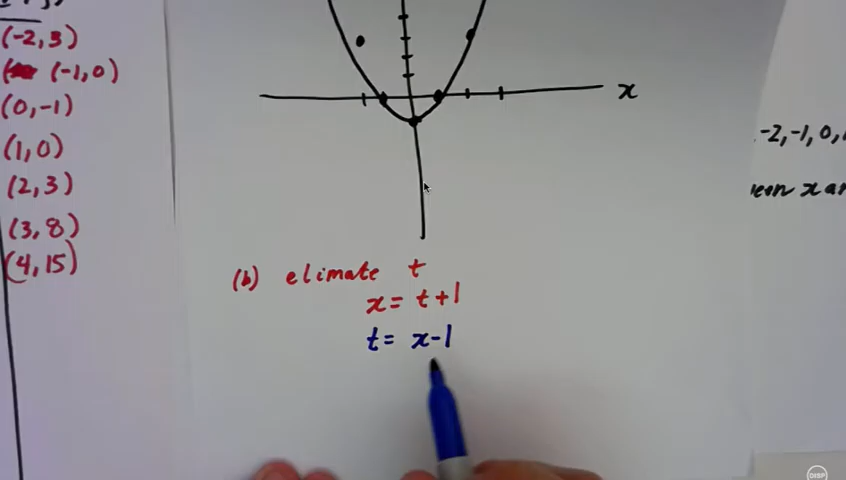 (-2,3)
(-1,0)
(0,-1)
(1,0)
(2,3)
(3,8)
(4,15)
x
-2,-1,0,
x
(b) elimate t
x = t+1
t = x-1
DISP